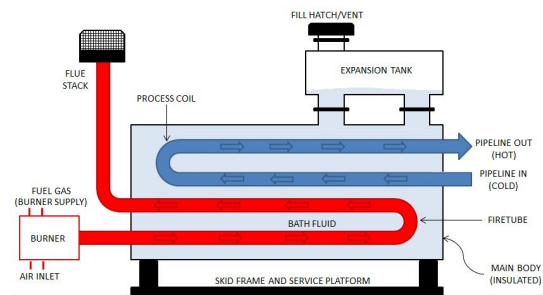 FILL HATCH/VENT
FLUE
STACK
EXPANSION TANK
PROCESS COIL
PIPELINE OUT
(HOT)
PIPELINE IN
(COLD)
FUEL GAS
(BURNER SUPPLY)
FIRETUBE
BATH FLUID
BURNER
AIR INLET
MAIN BODY
(INSULATED)
SKID FRAME AND SERVICE PLATFORM